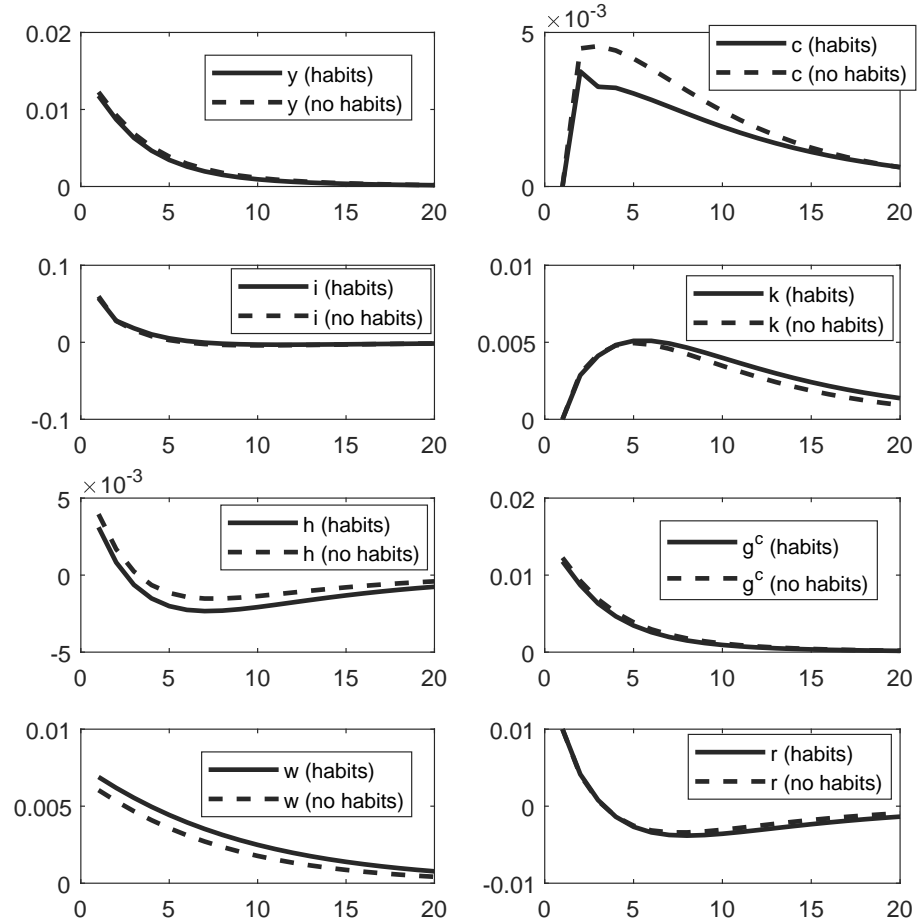 0.02
0.01
0
0 5 10 15 20
y (habits)
y (no habits)
×10⁻³
5
0
0 5 10 15 20
c (habits)
c (no habits)
0.1
0
-0.1
0 5 10 15 20
i (habits)
i (no habits)
0.01
0.005
0
0 5 10 15 20
k (habits)
k (no habits)
×10⁻³
5
0
-5
0 5 10 15 20
h (habits)
h (no habits)
0.02
0.01
0
0 5 10 15 20
gᶜ (habits)
gᶜ (no habits)
0.01
0.005
0
0 5 10 15 20
w (habits)
w (no habits)
0.01
0
-0.01
0 5 10 15 20
r (habits)
r (no habits)